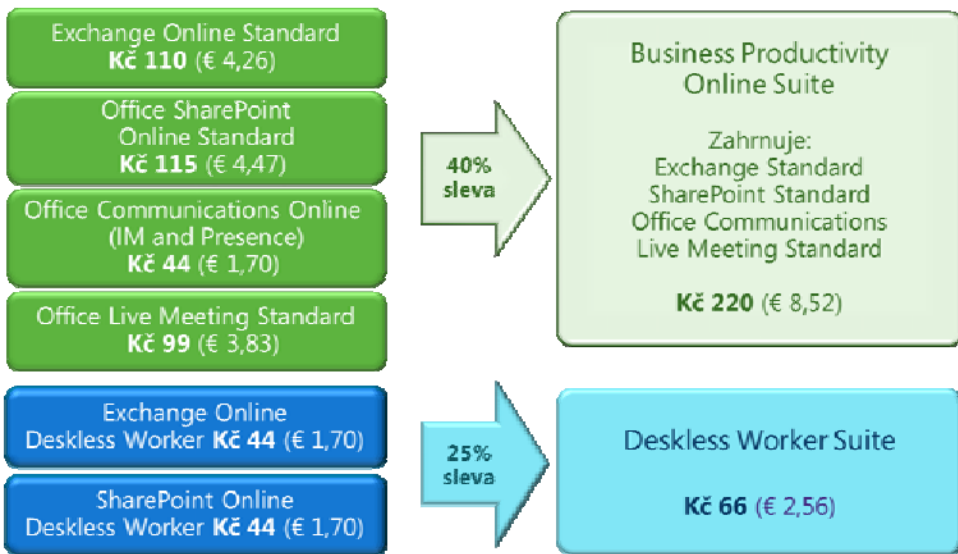 Exchange Online Standard
Kč 110 (€ 4,26)
Office SharePoint
Online Standard
Kč 115 (€ 4,47)
Office Communications Online
(IM and Presence)
Kč 44 (€ 1,70)
Office Live Meeting Standard
Kč 99 (€ 3,83)
40%
sleva
Business Productivity
Online Suite
Zahrnuje:
Exchange Standard
SharePoint Standard
Office Communications
Live Meeting Standard
Kč 220 (€ 8,52)
Exchange Online
Deskless Worker Kč 44 (€ 1,70)
SharePoint Online
Deskless Worker Kč 44 (€ 1,70)
25%
sleva
Deskless Worker Suite
Kč 66 (€ 2,56)